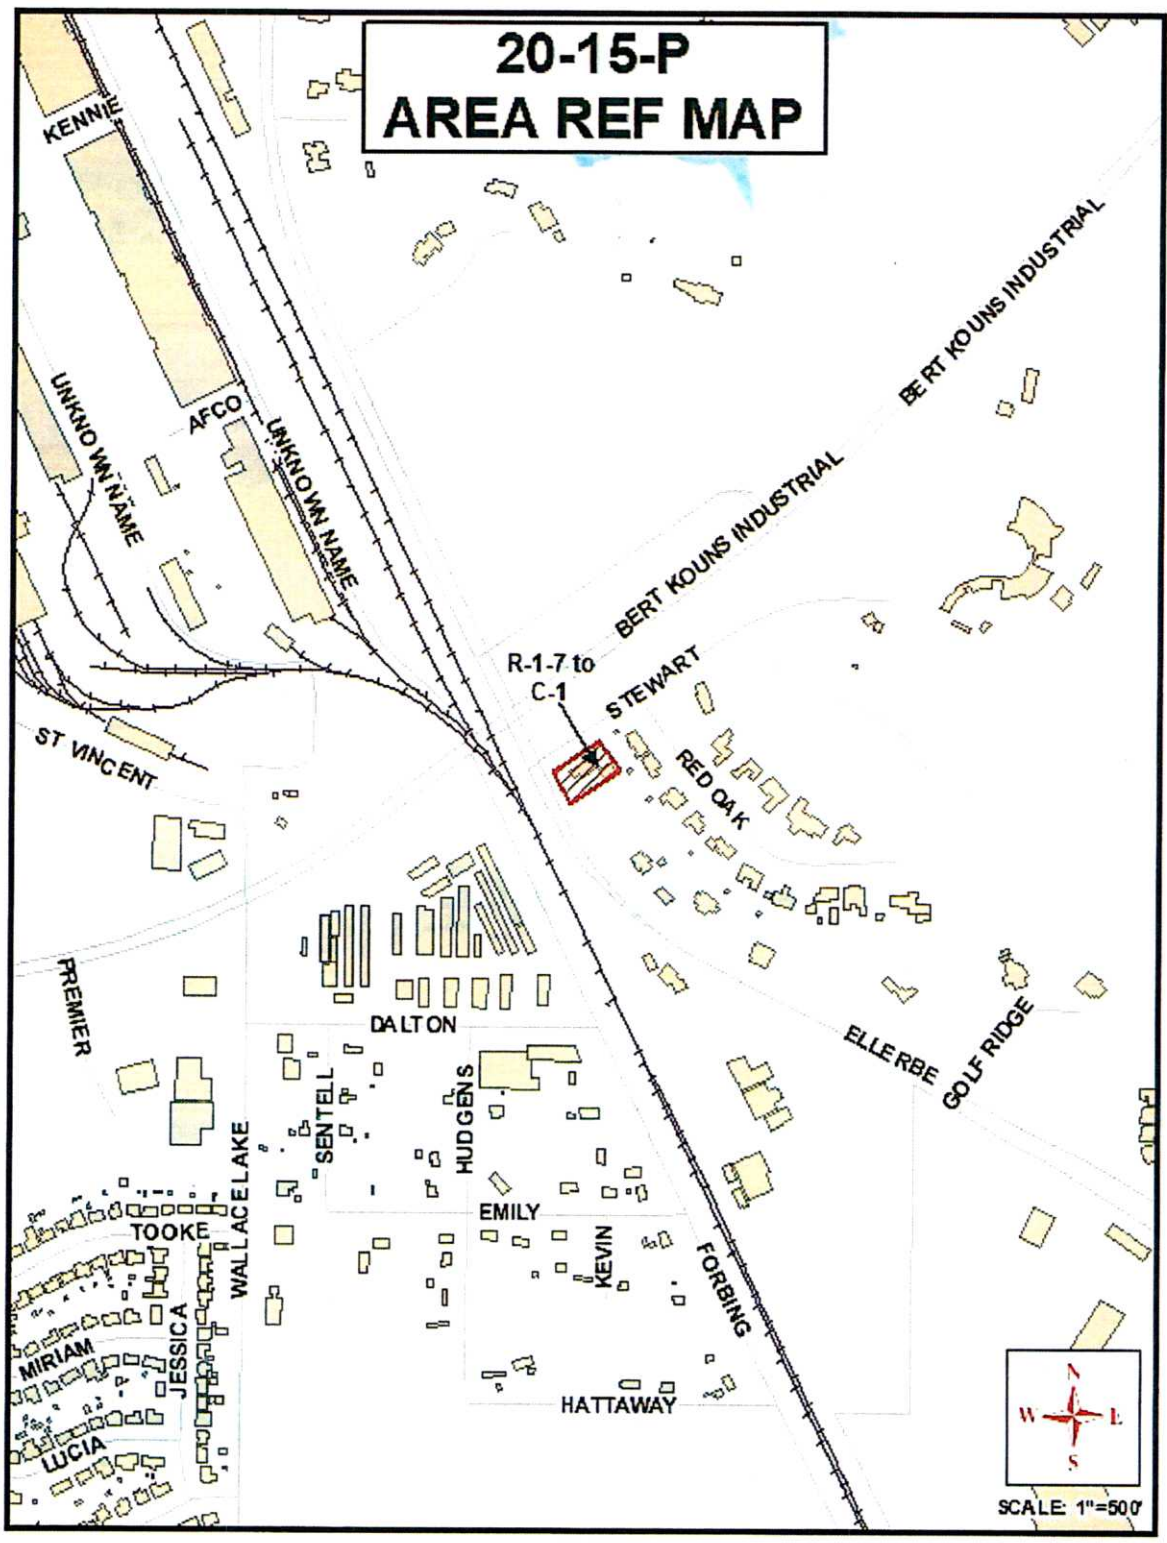 20-15-P
AREA REF MAP
KENNIE
BERT KOUNS INDUSTRIAL
UNKNOWN NAME
AFCO
UNKNOWN NAME
BERT KOUNS INDUSTRIAL
R-1-7 to
C-1
STEWART
ST VINCENT
RED OAK
PREMIER
DALTON
ELLERBE
GOLF RIDGE
SENTELL
HUDGENS
WALLACE LAKE
EMILY
TOOKE
KEVIN
FORBING
JESSICA
MIRIAM
HATTAWAY
LUCIA
N
W E
S
SCALE: 1"=500'